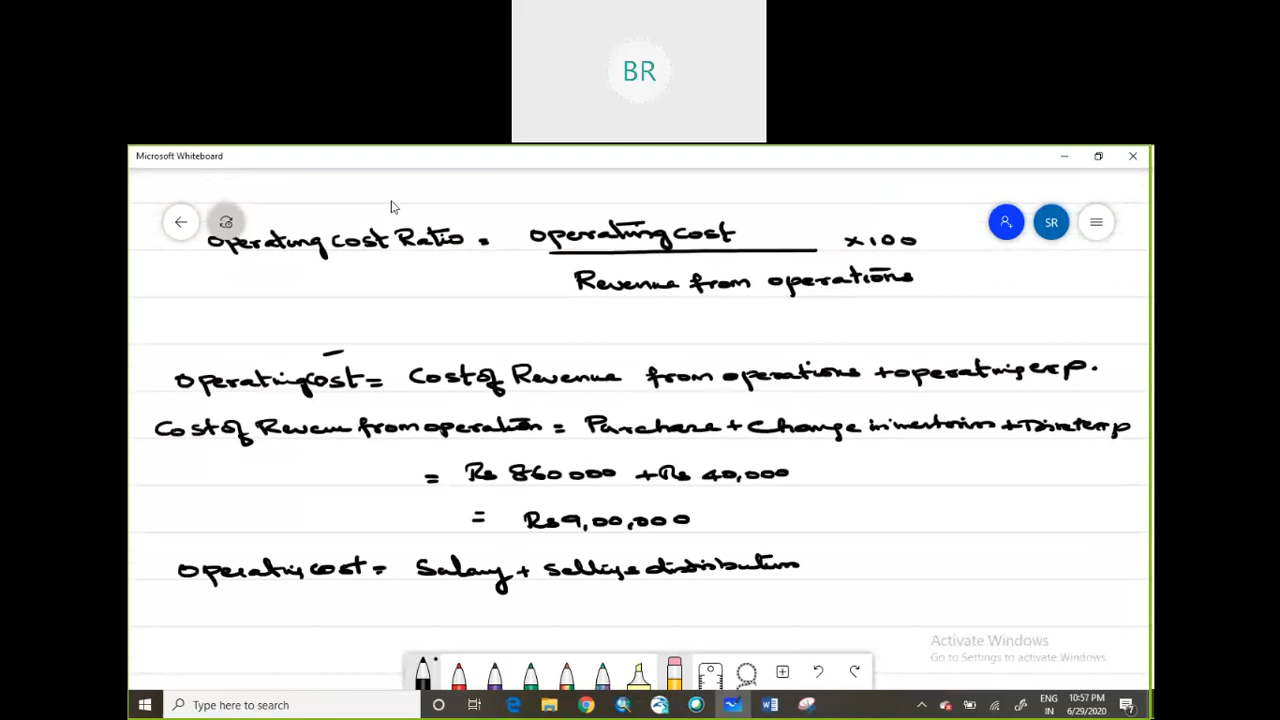 BR
Microsoft Whiteboard
SR
Operating Cost Ratio = Operating cost ×100
Revenue from operations
Operating cost = Cost of Revenue from operations + operating exp.
Cost of Revenue from operation = Purchase + Change in inventories + Direct exp
= Rs 860000 + Rs 40,000
= Rs 9,00,000
Operating cost = Salary + Selling & distribution
Activate Windows
Go to Settings to activate Windows.
Type here to search
ENG
IN
10:57 PM
6/29/2020